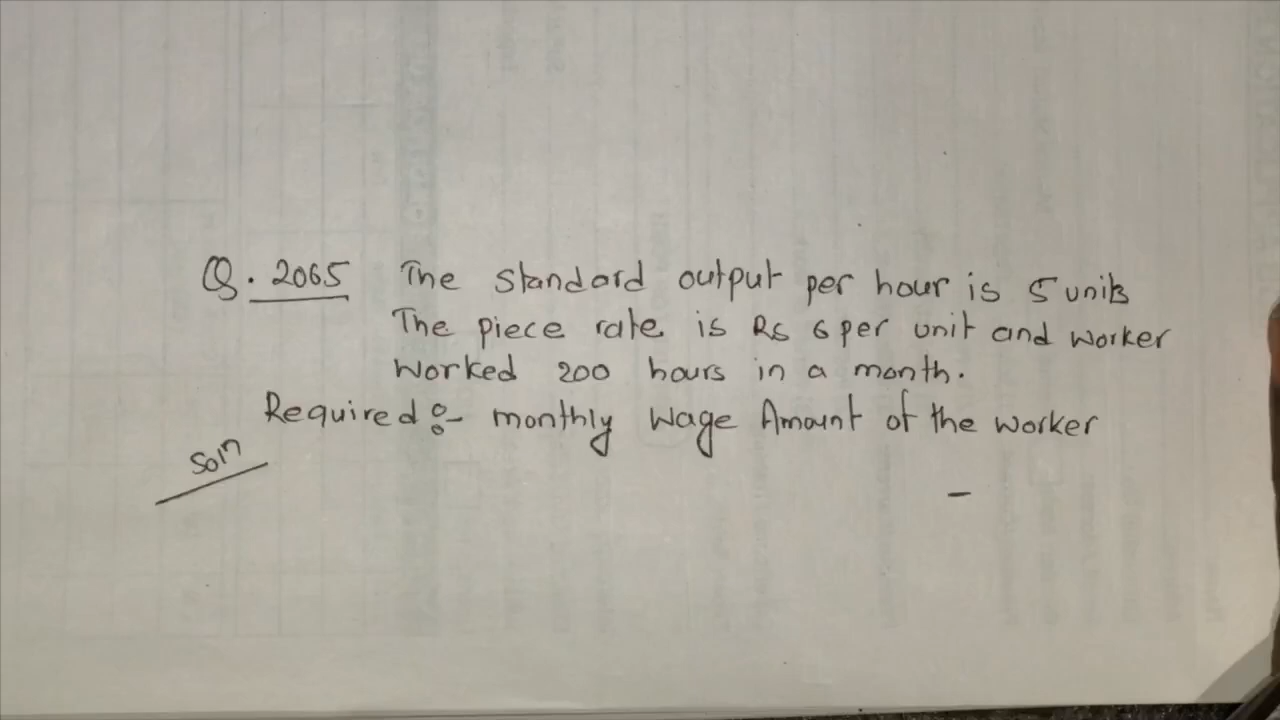 Q. 2065 The standard output per hour is 5 units
The piece rate is Rs 6 per unit and worker
worked 200 hours in a month.
Required :- monthly wage Amount of the worker
Soln